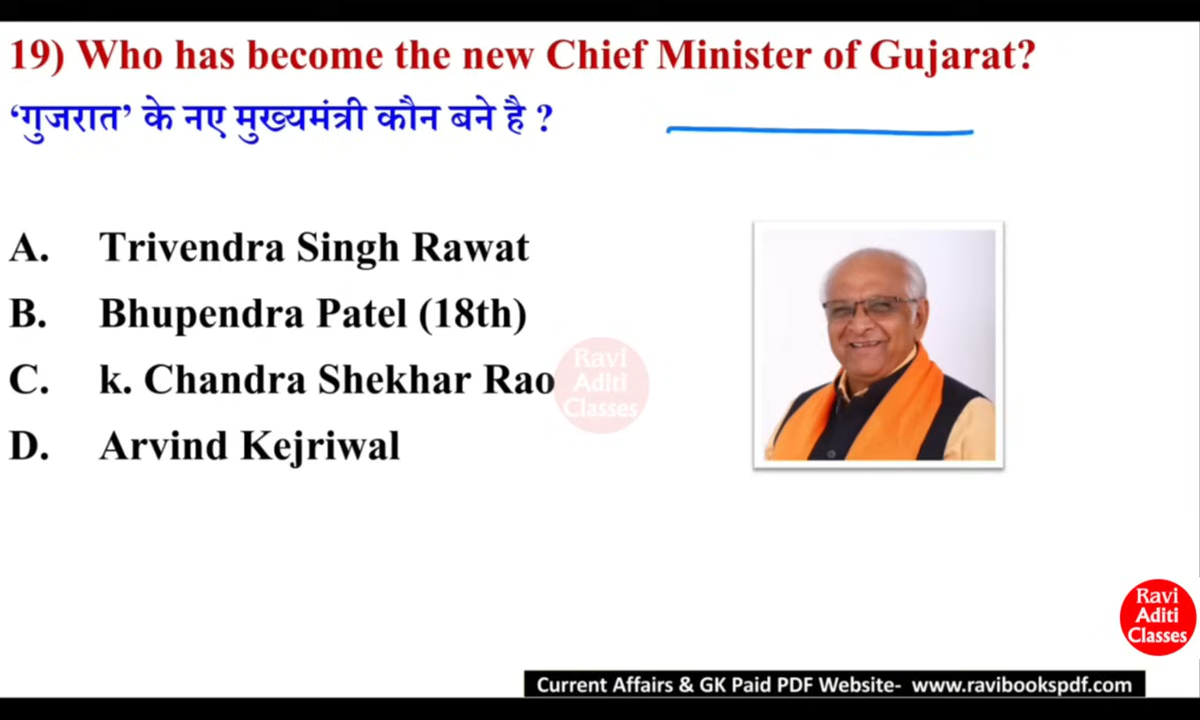 19) Who has become the new Chief Minister of Gujarat?
‘गुजरात’ के नए मुख्यमंत्री कौन बने है ?
A. Trivendra Singh Rawat
B. Bhupendra Patel (18th)
C. k. Chandra Shekhar Rao
D. Arvind Kejriwal
Ravi
Aditi
Classes
Ravi
Aditi
Classes
Current Affairs & GK Paid PDF Website- www.ravibookspdf.com